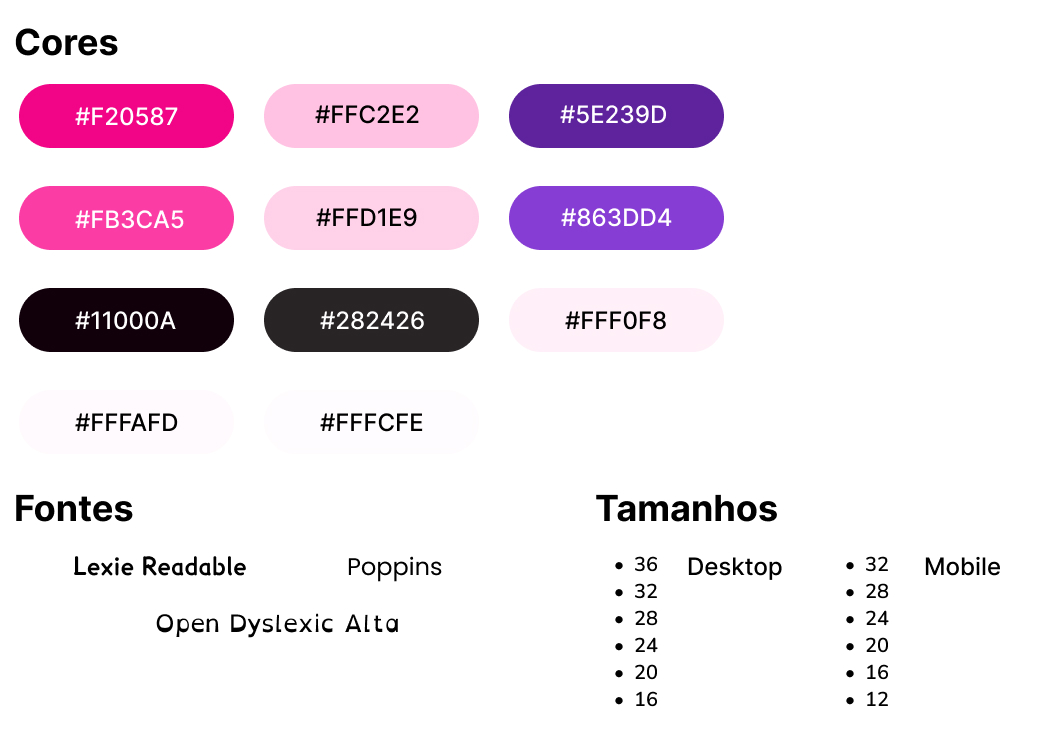 Cores
#F20587 #FFC2E2 #5E239D
#FB3CA5 #FFD1E9 #863DD4
#11000A #282426 #FFF0F8
#FFFAFD #FFFCFE
Fontes
Lexie Readable Poppins
Open Dyslexic Alta
Tamanhos
• 36 Desktop
• 32
• 28
• 24
• 20
• 16
• 32 Mobile
• 28
• 24
• 20
• 16
• 12